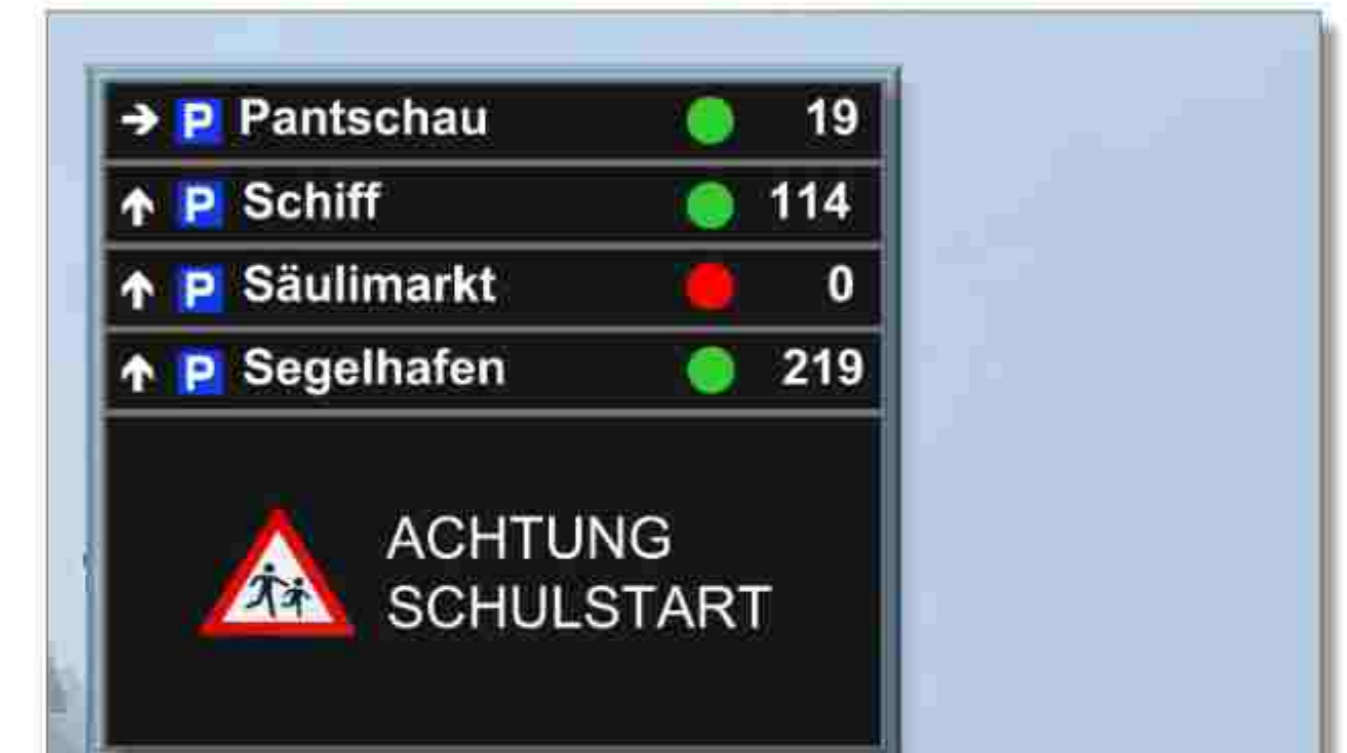 → P Pantschau 19
↑ P Schiff 114
↑ P Säulimarkt 0
↑ P Segelhafen 219
ACHTUNG
SCHULSTART